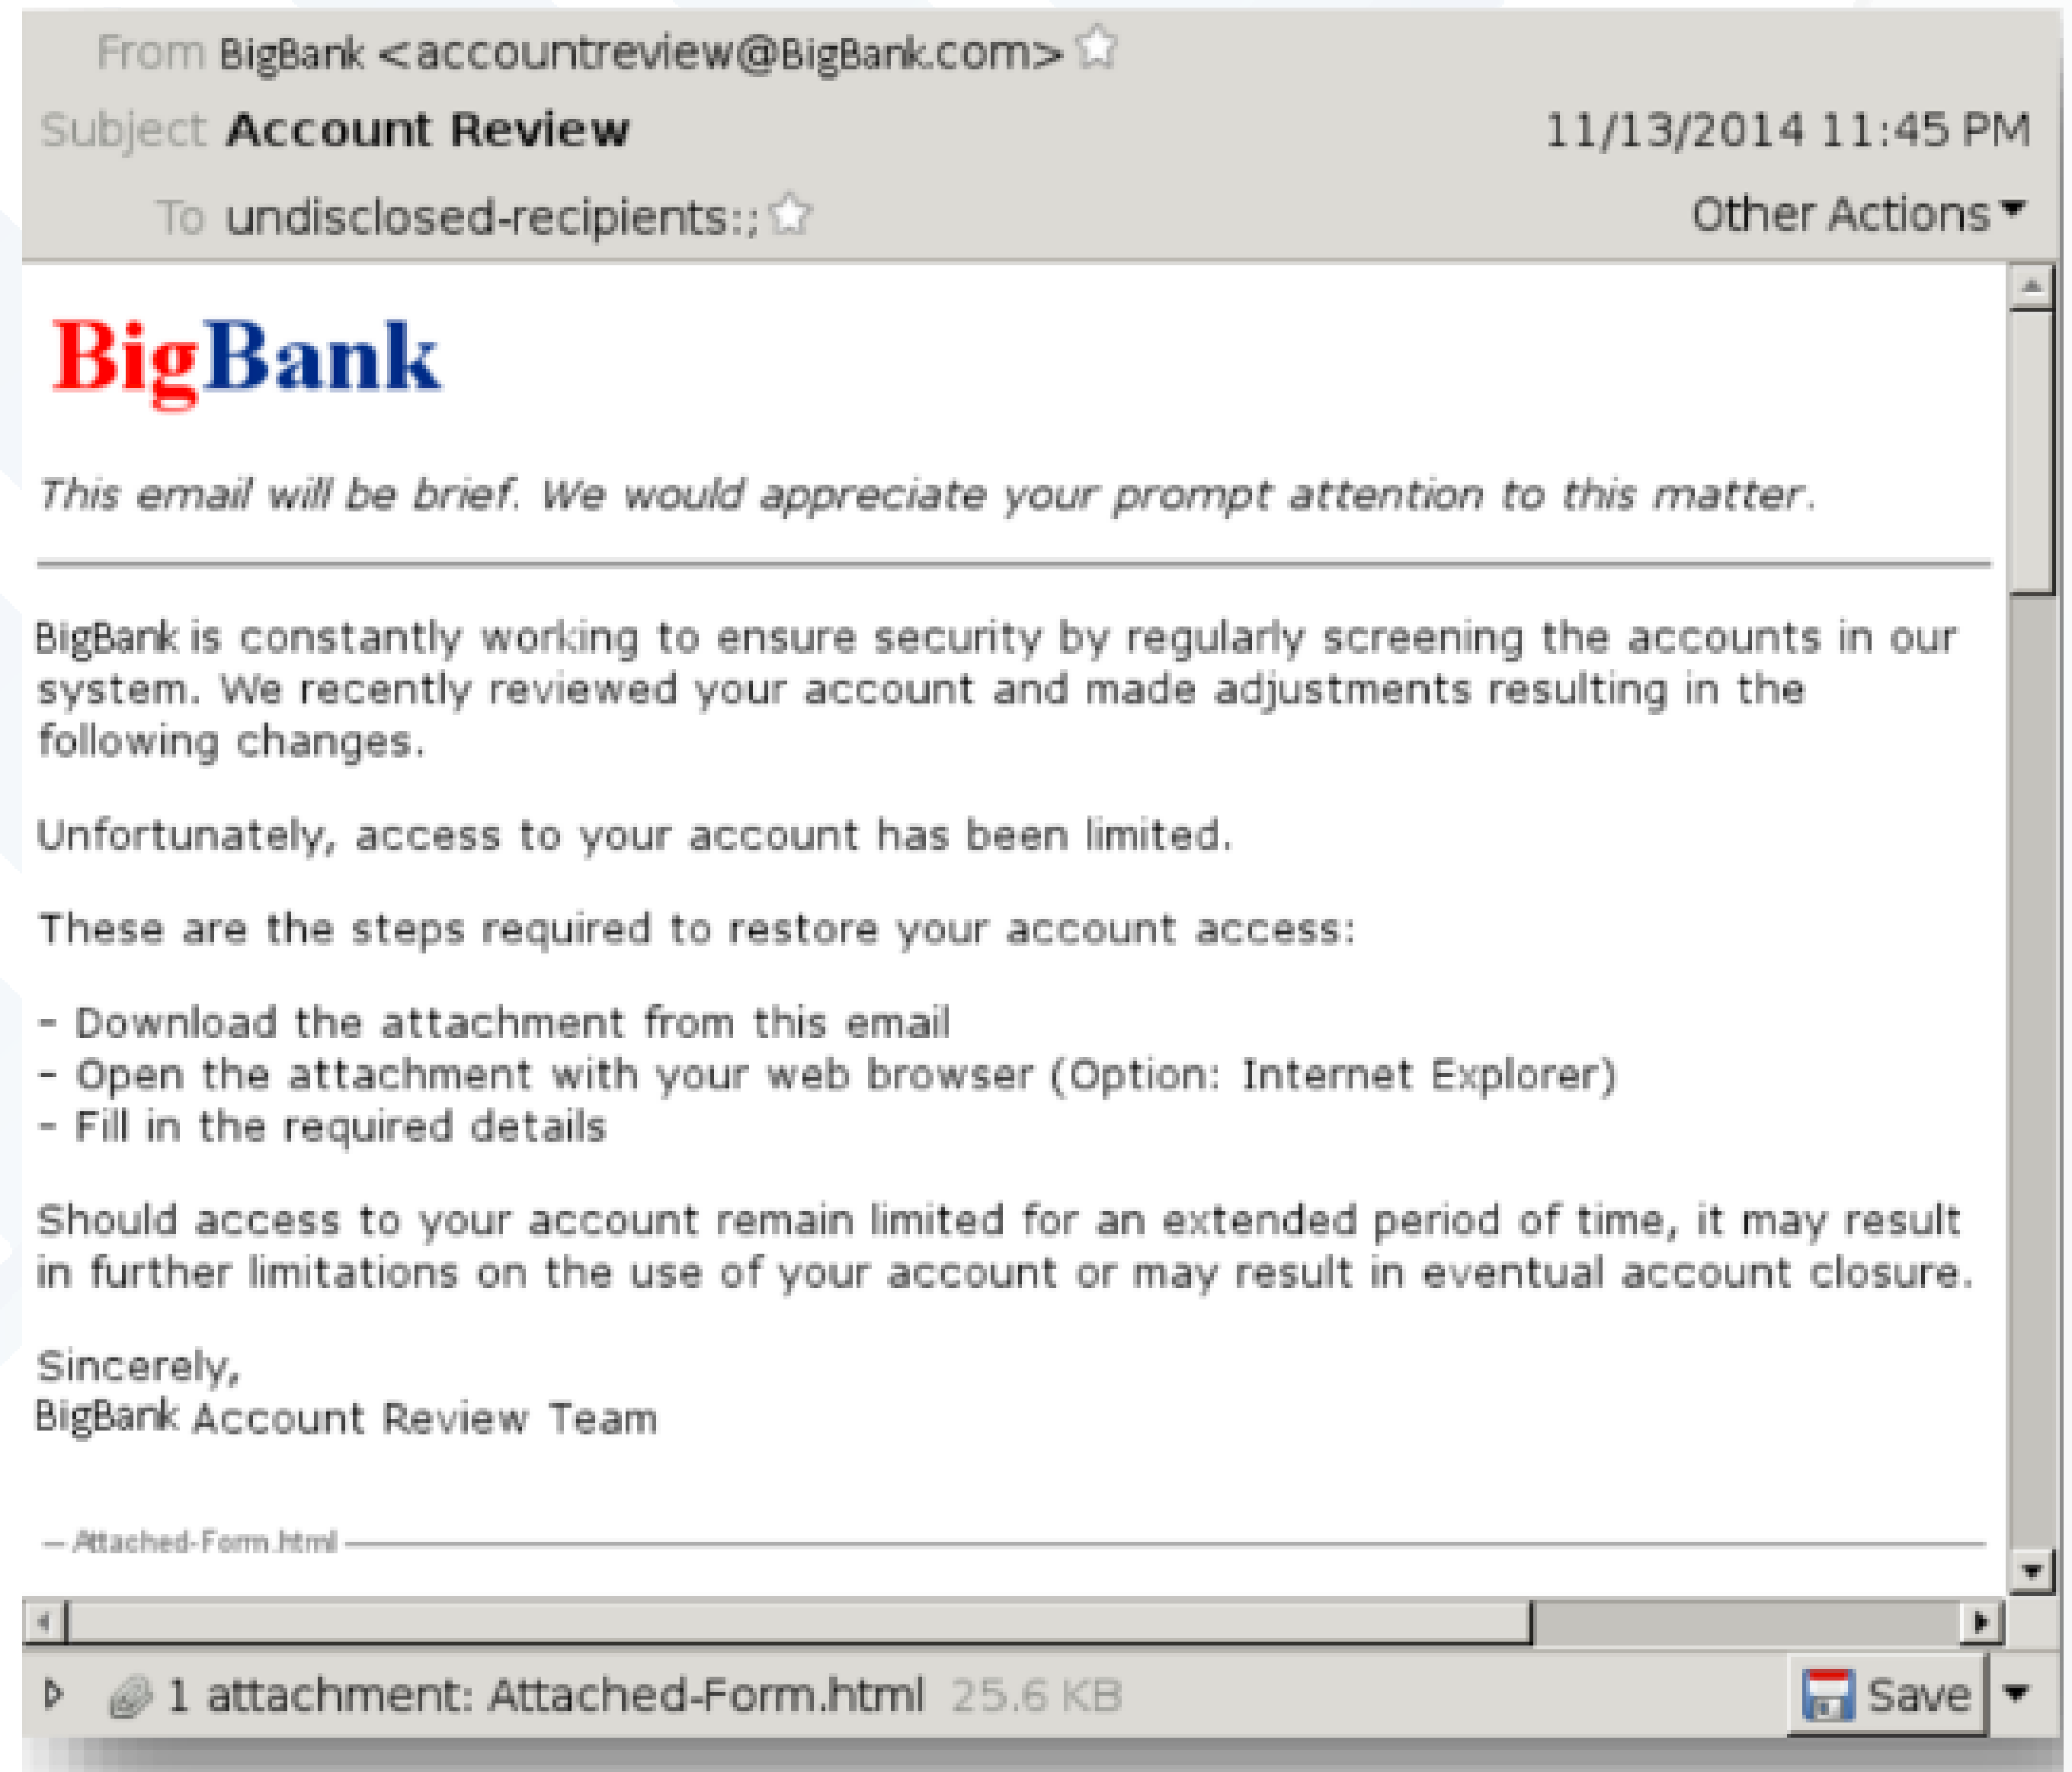 From BigBank <accountreview@BigBank.com>
Subject Account Review 11/13/2014 11:45 PM
To undisclosed-recipients:; Other Actions
BigBank
This email will be brief. We would appreciate your prompt attention to this matter.
BigBank is constantly working to ensure security by regularly screening the accounts in our
system. We recently reviewed your account and made adjustments resulting in the
following changes.
Unfortunately, access to your account has been limited.
These are the steps required to restore your account access:
- Download the attachment from this email
- Open the attachment with your web browser (Option: Internet Explorer)
- Fill in the required details
Should access to your account remain limited for an extended period of time, it may result
in further limitations on the use of your account or may result in eventual account closure.
Sincerely,
BigBank Account Review Team
Attached-Form.html
1 attachment: Attached-Form.html 25.6 KB Save